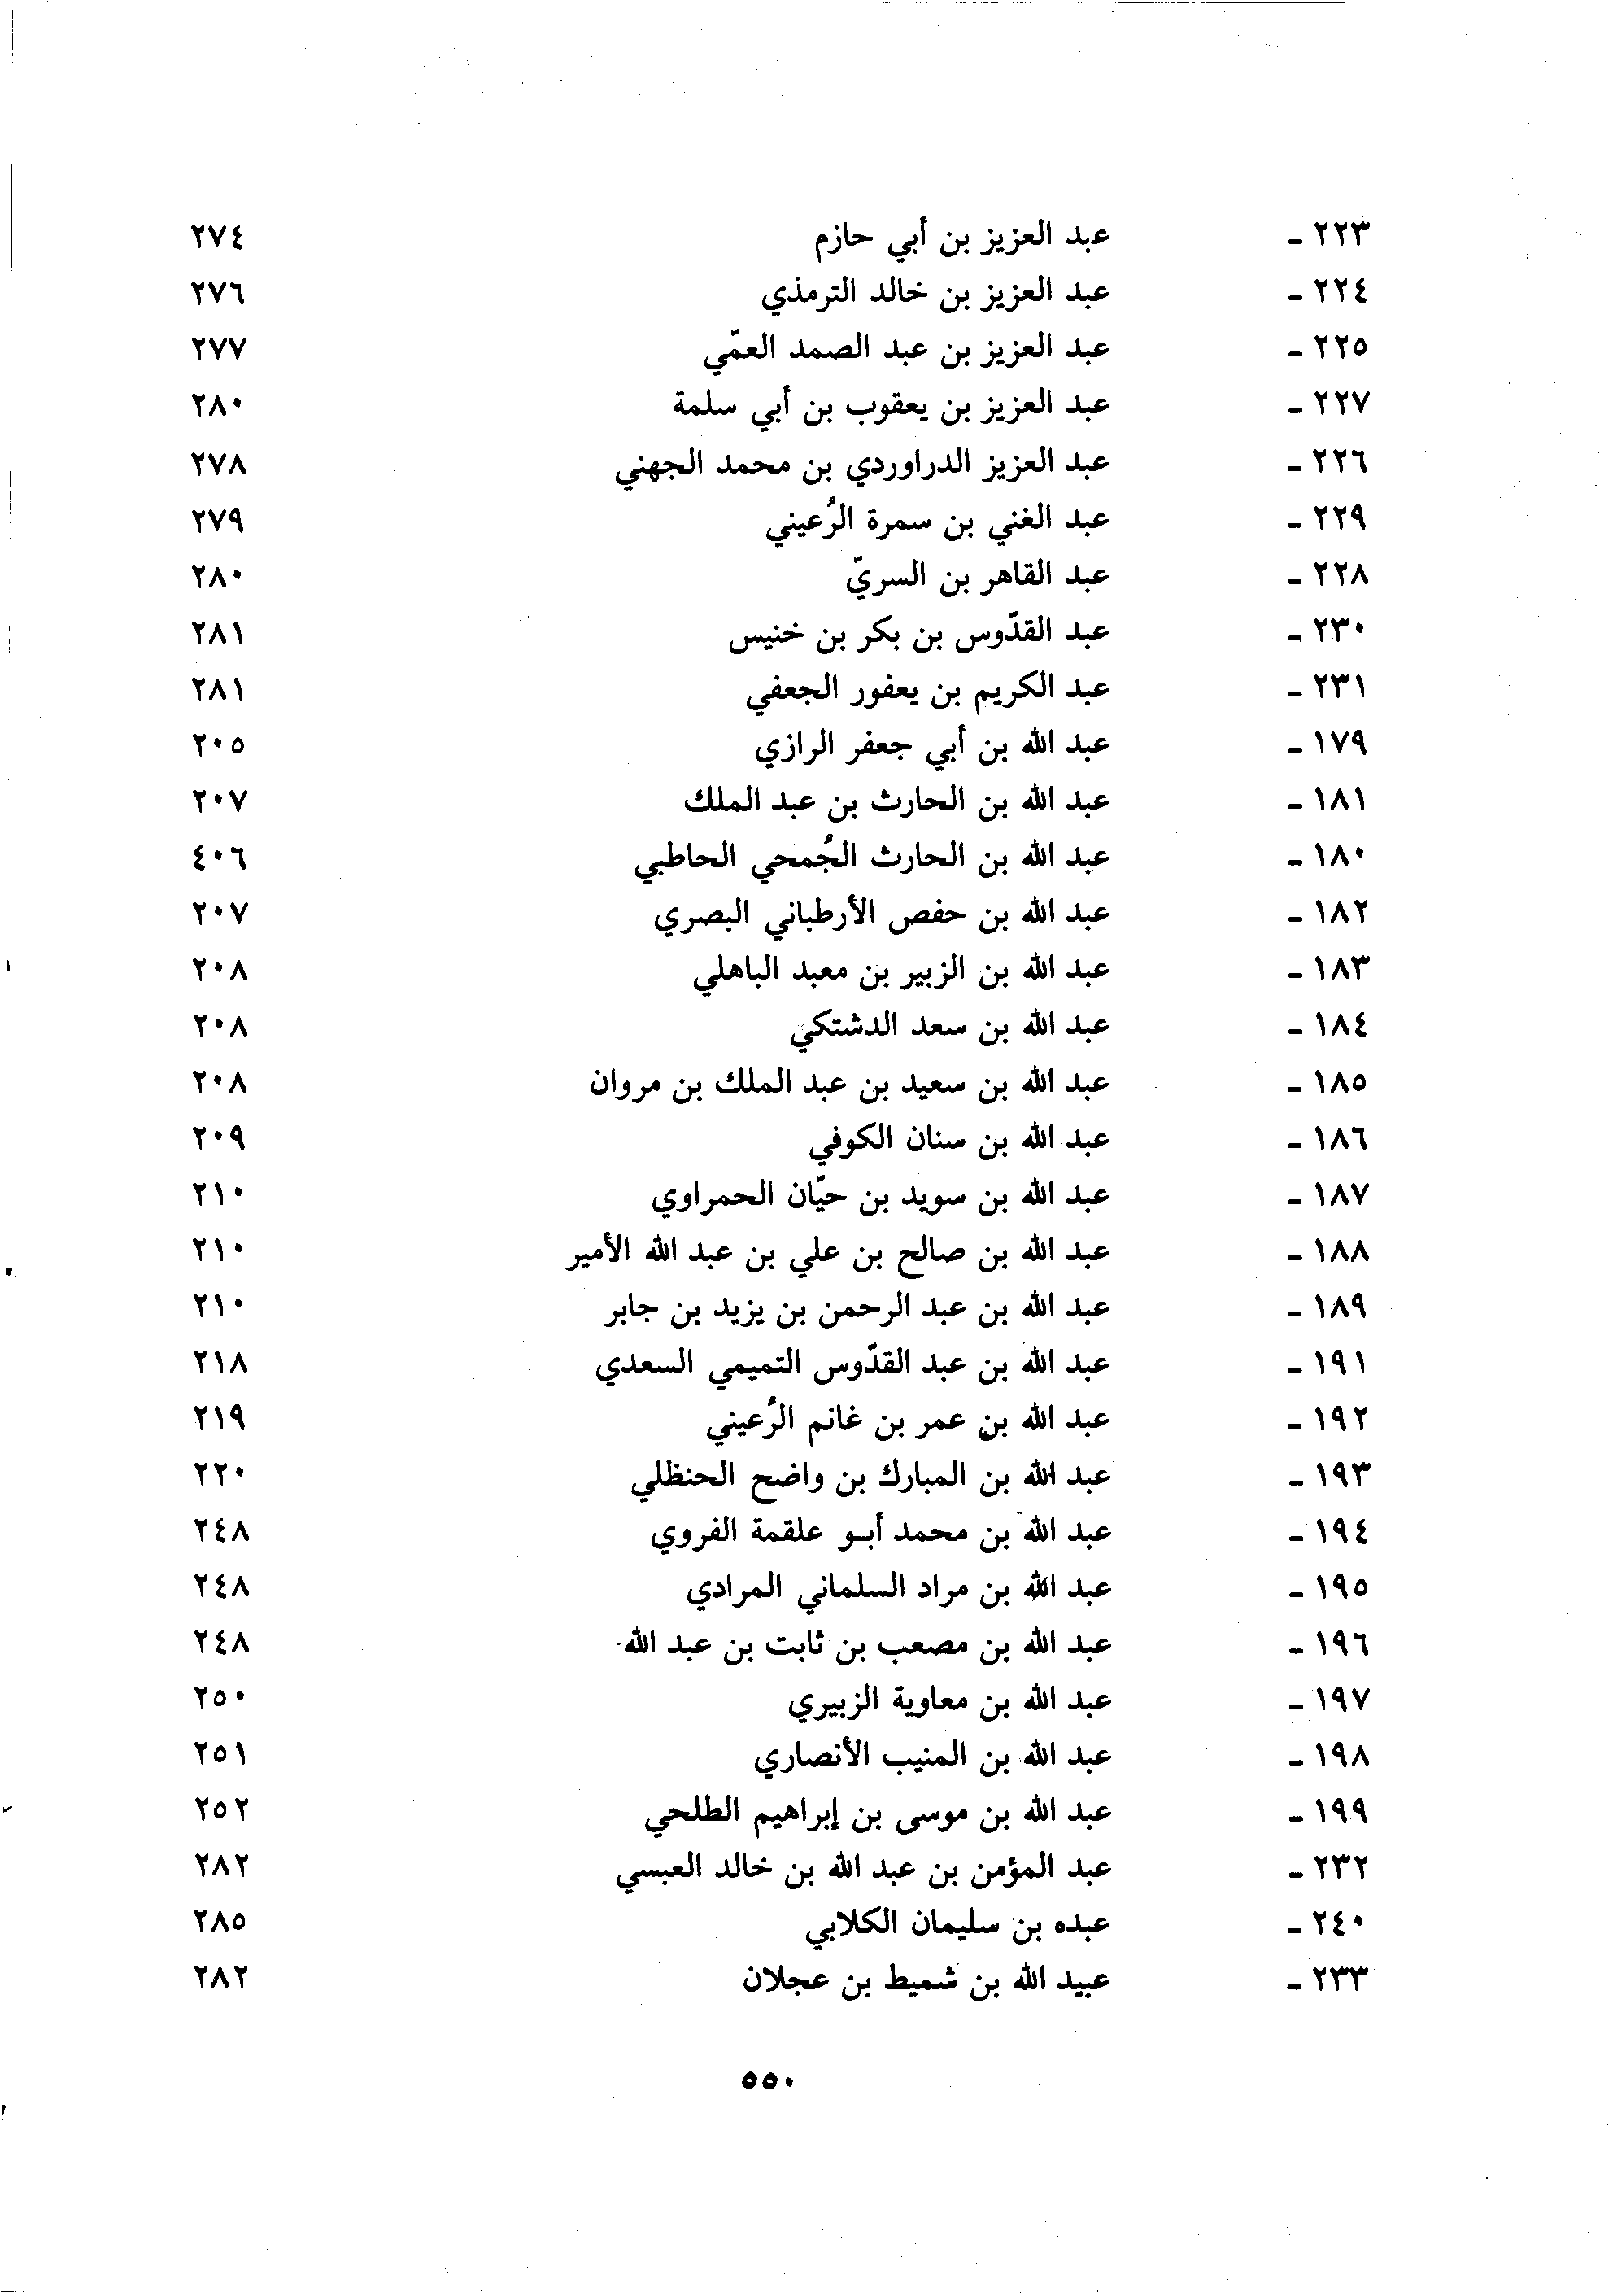 ٢٢٣ - عبد العزيز بن أبي حازم ٢٧٤
٢٢٤ - عبد العزيز بن خالد الترمذي ٢٧٦
٢٢٥ - عبد العزيز بن عبد الصمد العمّي ٢٧٧
٢٢٧ - عبد العزيز بن يعقوب بن أبي سلمة ٢٨٠
٢٢٦ - عبد العزيز الدراوردي بن محمد الجهني ٢٧٨
٢٢٩ - عبد الغني بن سمرة الرُعيني ٢٧٩
٢٢٨ - عبد القاهر بن السريّ ٢٨٠
٢٣٠ - عبد القدّوس بن بكر بن خنيس ٢٨١
٢٣١ - عبد الكريم بن يعفور الجعفي ٢٨١
١٧٩ - عبد الله بن أبي جعفر الرازي ٢٠٥
١٨١ - عبد الله بن الحارث بن عبد الملك ٢٠٧
١٨٠ - عبد الله بن الحارث الجُمحي الحاطبي ٤٠٦
١٨٢ - عبد الله بن حفص الأرطباني البصري ٢٠٧
١٨٣ - عبد الله بن الزبير بن معبد الباهلي ٢٠٨
١٨٤ - عبد الله بن سعد الدشتكي ٢٠٨
١٨٥ - عبد الله بن سعيد بن عبد الملك بن مروان ٢٠٨
١٨٦ - عبد الله بن سنان الكوفي ٢٠٩
١٨٧ - عبد الله بن سويد بن حيّان الحمراوي ٢١٠
١٨٨ - عبد الله بن صالح بن علي بن عبد الله الأمير ٢١٠
١٨٩ - عبد الله بن عبد الرحمن بن يزيد بن جابر ٢١٠
١٩١ - عبد الله بن عبد القدّوس التميمي السعدي ٢١٨
١٩٢ - عبد الله بن عمر بن غانم الرُعيني ٢١٩
١٩٣ - عبد الله بن المبارك بن واضح الحنظلي ٢٢٠
١٩٤ - عبد الله بن محمد أبو علقمة الفروي ٢٤٨
١٩٥ - عبد الله بن مراد السلماني المرادي ٢٤٨
١٩٦ - عبد الله بن مصعب بن ثابت بن عبد الله ٢٤٨
١٩٧ - عبد الله بن معاوية الزبيري ٢٥٠
١٩٨ - عبد الله بن المنيب الأنصاري ٢٥١
١٩٩ - عبد الله بن موسى بن إبراهيم الطلحي ٢٥٢
٢٣٢ - عبد المؤمن بن عبد الله بن خالد العبسي ٢٨٢
٢٤٠ - عبده بن سليمان الكلابي ٢٨٥
٢٣٣ - عبيد الله بن شميط بن عجلان ٢٨٢
٥٥٠